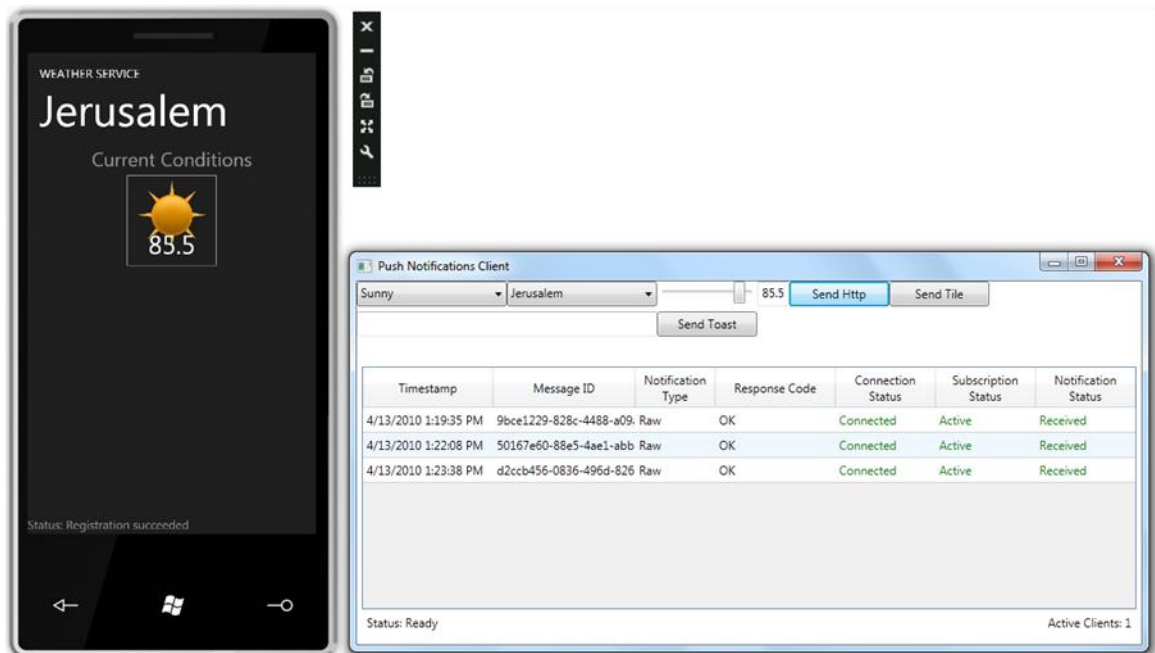 WEATHER SERVICE
Jerusalem
Current Conditions
85.5
Status: Registration succeeded
Push Notifications Client
Sunny Jerusalem 85.5 Send Http Send Tile
Send Toast
Timestamp Message ID Notification Type Response Code Connection Status Subscription Status Notification Status
4/13/2010 1:19:35 PM 9bce1229-828c-4488-a09. Raw OK Connected Active Received
4/13/2010 1:22:08 PM 50167e60-88e5-4ae1-abb Raw OK Connected Active Received
4/13/2010 1:23:38 PM d2ccb456-0836-496d-826 Raw OK Connected Active Received
Status: Ready Active Clients: 1